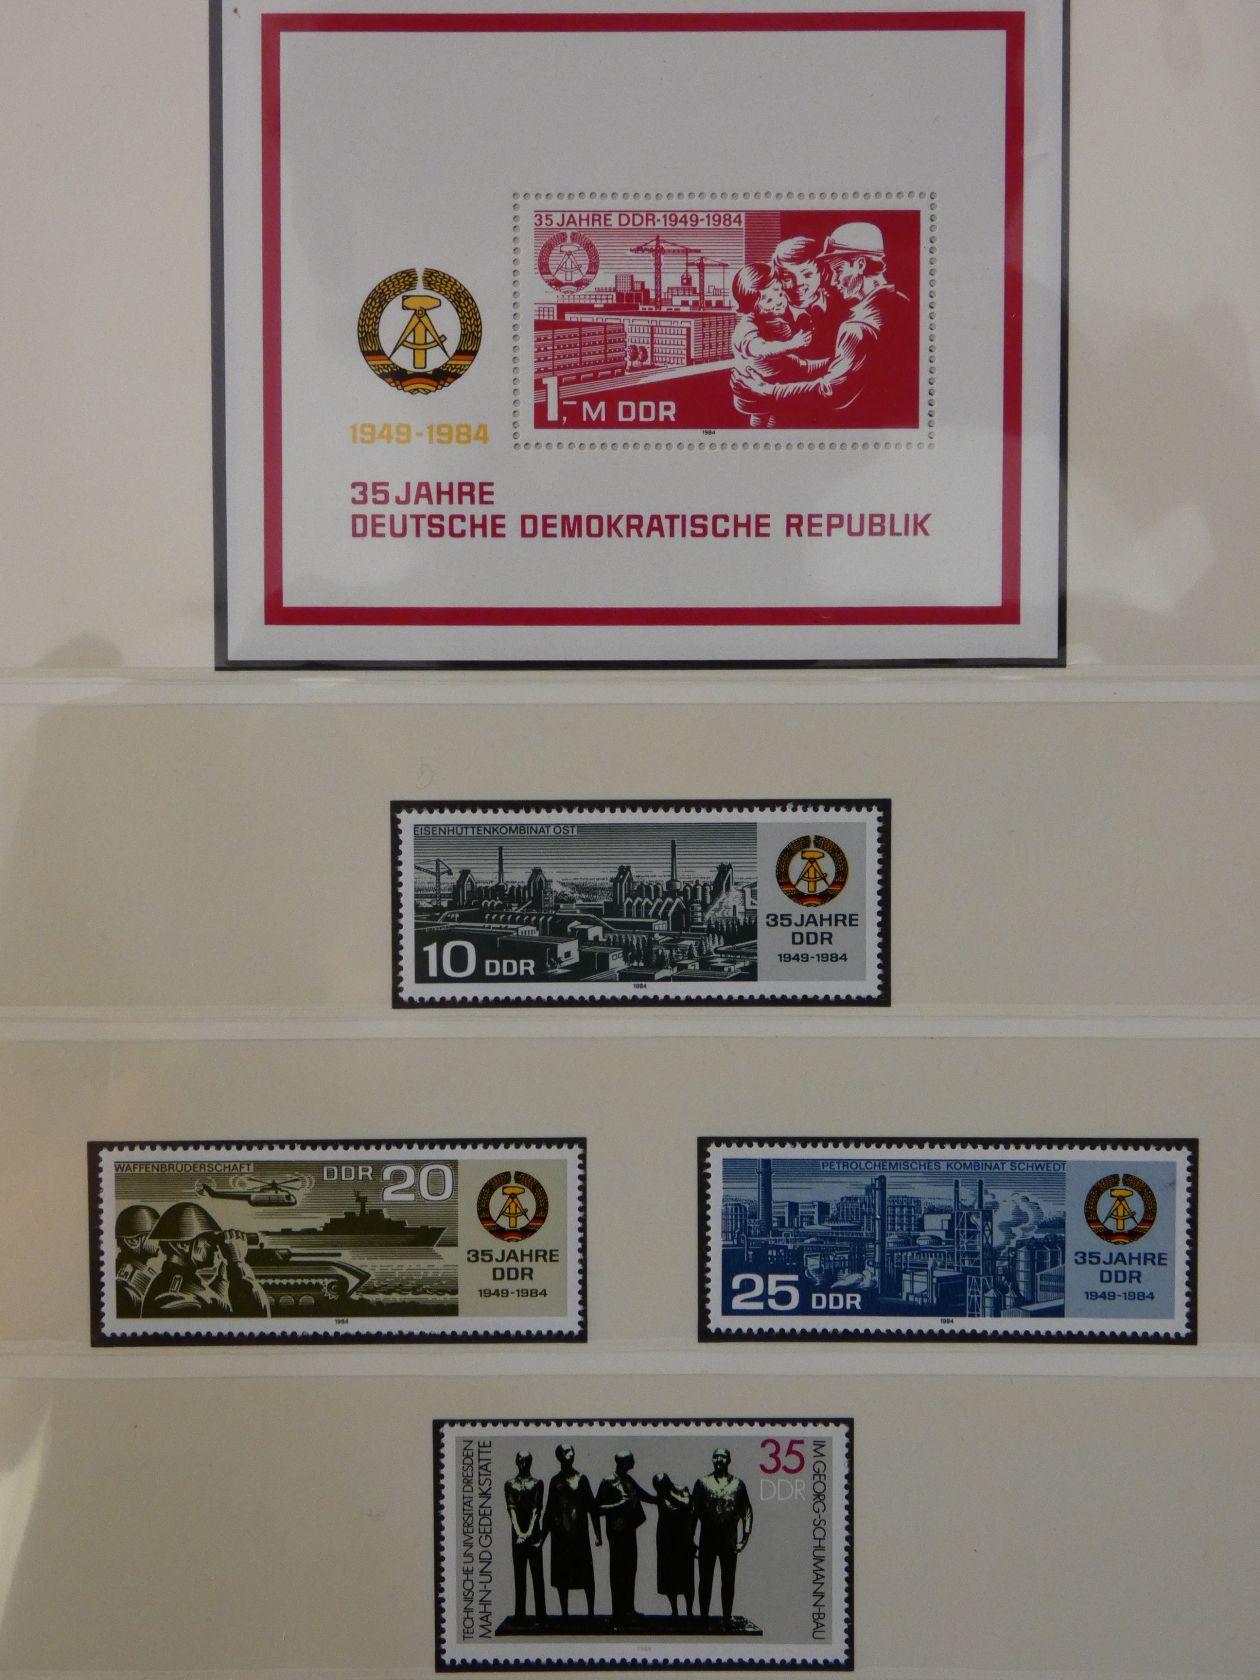 35 JAHRE DDR·1949-1984
1,- M DDR
1984
1949-1984
35 JAHRE
DEUTSCHE DEMOKRATISCHE REPUBLIK
EISENHÜTTENKOMBINAT OST
10 DDR
35 JAHRE
DDR
1949-1984
1984
WAFFENBRÜDERSCHAFT
DDR 20
35 JAHRE
DDR
1949-1984
1984
PETROLCHEMISCHES KOMBINAT SCHWEDT
25 DDR
35 JAHRE
DDR
1949-1984
1984
TECHNISCHE UNIVERSITÄT DRESDEN
MAHN-UND GEDENKSTÄTTE
35
DDR
IM GEORG-SCHUMANN-BAU
1984